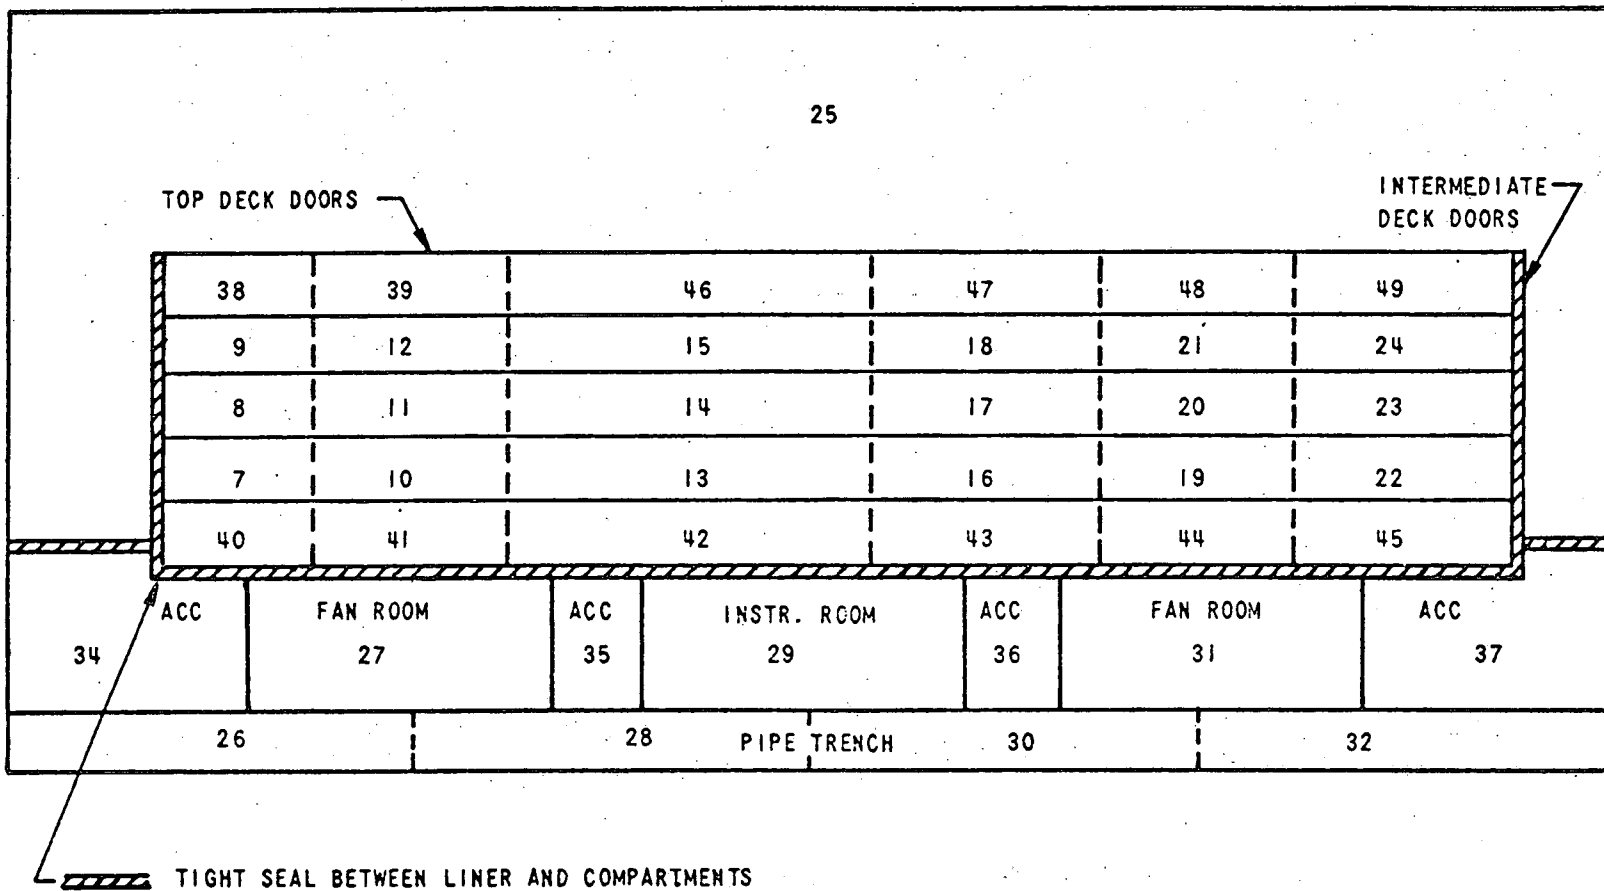 25
TOP DECK DOORS
INTERMEDIATE
DECK DOORS
38 39 46 47 48 49
9 12 15 18 21 24
8 11 14 17 20 23
7 10 13 16 19 22
40 41 42 43 44 45
ACC FAN ROOM ACC INSTR. ROOM ACC FAN ROOM ACC
34 27 35 29 36 31 37
26 28 PIPE TRENCH 30 32
TIGHT SEAL BETWEEN LINER AND COMPARTMENTS